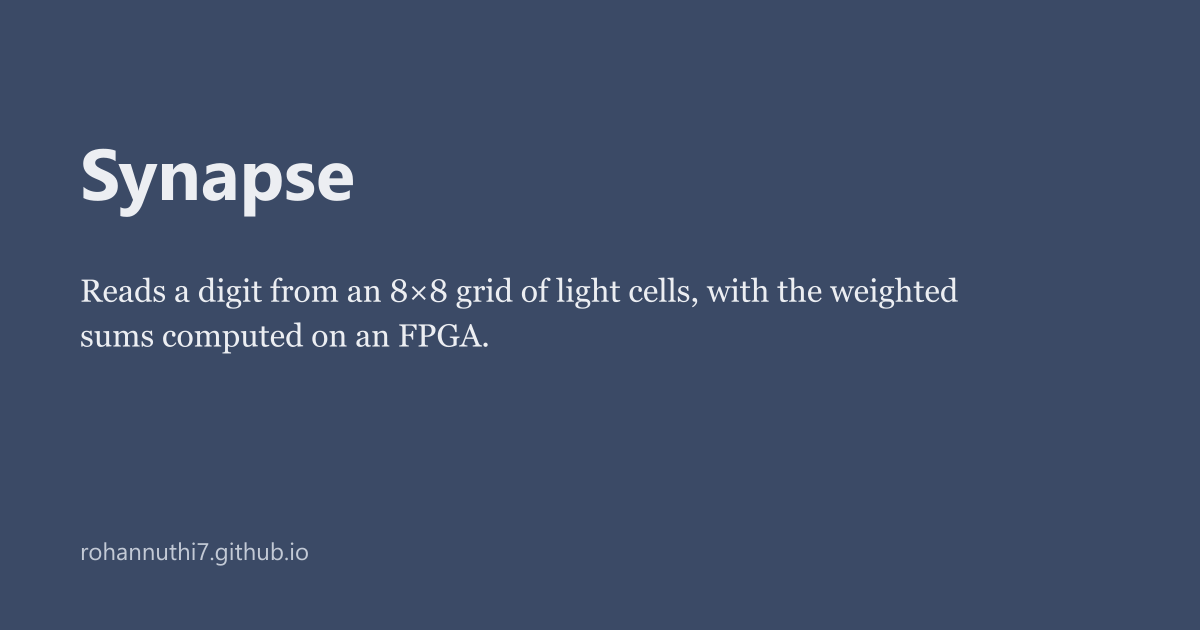 Synapse
Reads a digit from an 8×8 grid of light cells, with the weighted
sums computed on an FPGA.
rohannuthi7.github.io